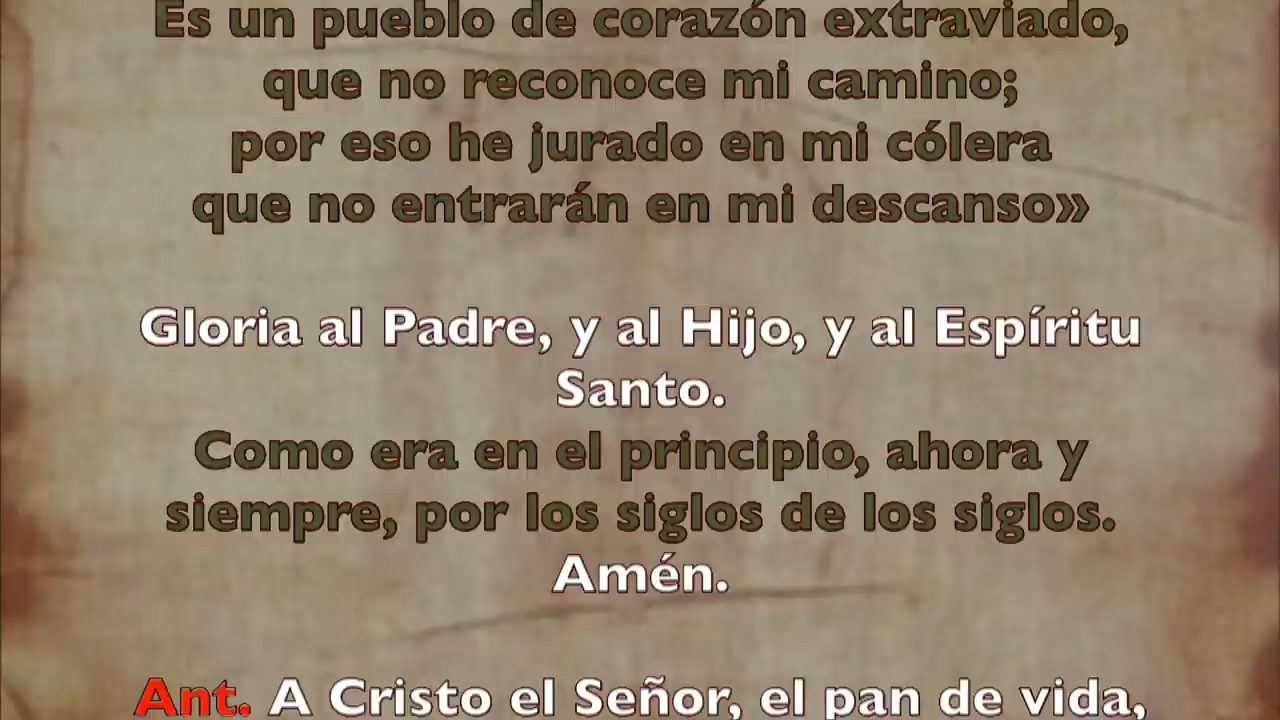 Es un pueblo de corazón extraviado,
que no reconoce mi camino;
por eso he jurado en mi cólera
que no entrarán en mi descanso»
Gloria al Padre, y al Hijo, y al Espíritu
Santo.
Como era en el principio, ahora y
siempre, por los siglos de los siglos.
Amén.
Ant. A Cristo el Señor, el pan de vida,